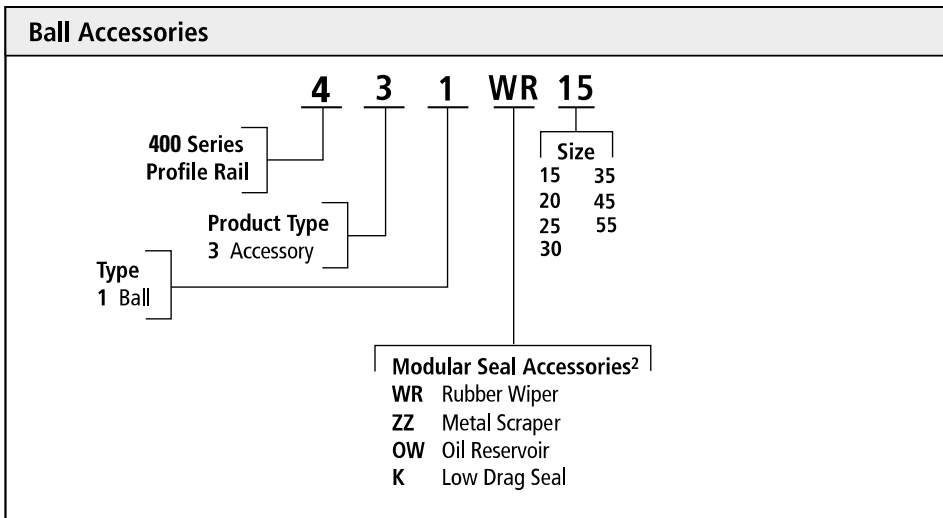 Ball Accessories
4 3 1 WR 15
400 Series
Profile Rail
Product Type
3 Accessory
Type
1 Ball
Size
15 35
20 45
25 55
30
Modular Seal Accessories²
WR Rubber Wiper
ZZ Metal Scraper
OW Oil Reservoir
K Low Drag Seal